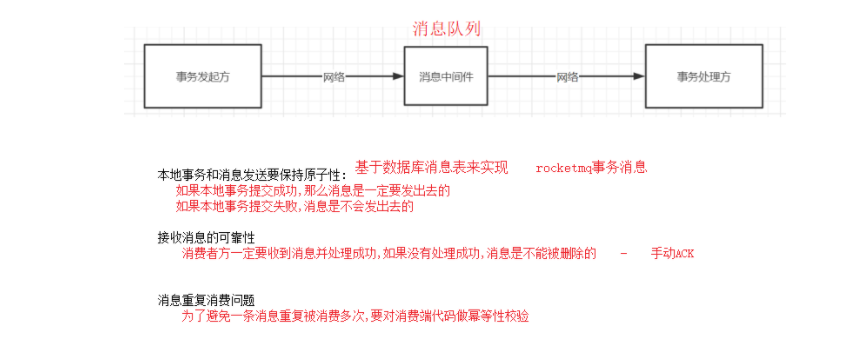 消息队列
事务发起方
网络
消息中间件
网络
事务处理方
本地事务和消息发送要保持原子性: 基于数据库消息表来实现 rocketmq事务消息
如果本地事务提交成功,那么消息是一定要发出去的
如果本地事务提交失败,消息是不会发出去的
接收消息的可靠性
消费者方一定要收到消息并处理成功,如果没有处理成功,消息是不能被删除的 - 手动ACK
消息重复消费问题
为了避免一条消息重复被消费多次,要对消费端代码做幂等性校验